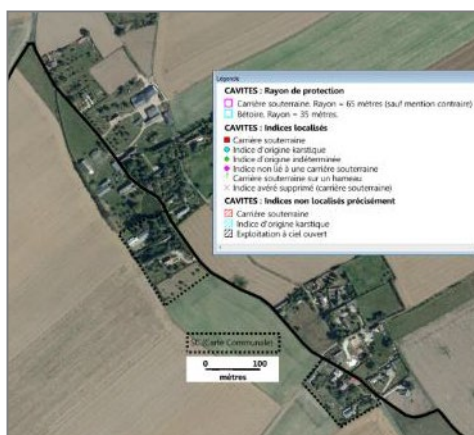 Légende
CAVITES : Rayon de protection
Carrière souterraine, Rayon = 65 mètres (sauf mention contraire)
Bétoire, Rayon = 35 mètres.
CAVITES : Indices localisés
Carrière souterraine
Indice d'origine karstique
Indice d'origine indéterminée
Indice non lié à une carrière souterraine
Carrière souterraine sur un hameau
Indice avéré supprimé (carrière souterraine)
CAVITES : Indices non localisés précisément
Carrière souterraine
Indice d'origine karstique
Exploitation à ciel ouvert
(Carte Communale)
0 100
mètres